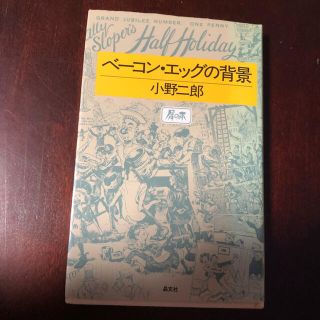 GRAND JUBILEE NUMBER. ONE PENNY
ally Sloper's
Half Holiday
ベーコン・エッグの背景
小野二郎
晶文社